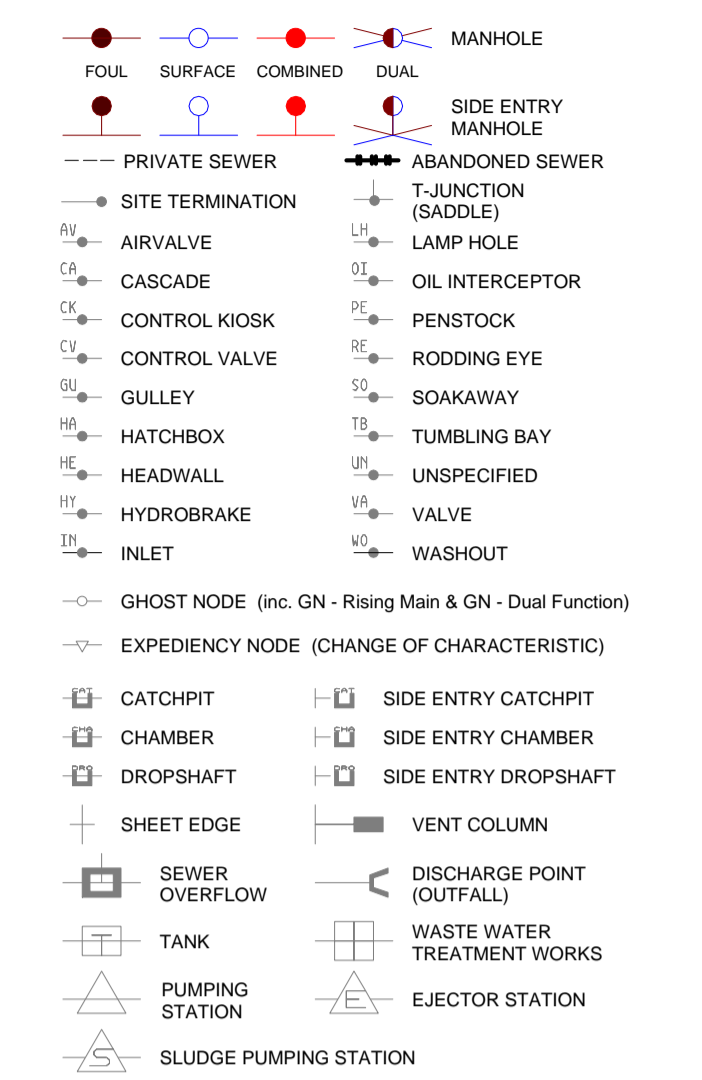 MANHOLE
FOUL SURFACE COMBINED DUAL
SIDE ENTRY
MANHOLE
PRIVATE SEWER
ABANDONED SEWER
SITE TERMINATION
T-JUNCTION
(SADDLE)
AV AIRVALVE
LH LAMP HOLE
CA CASCADE
OI OIL INTERCEPTOR
CK CONTROL KIOSK
PE PENSTOCK
CV CONTROL VALVE
RE RODDING EYE
GU GULLEY
SO SOAKAWAY
HA HATCHBOX
TB TUMBLING BAY
HE HEADWALL
UN UNSPECIFIED
HY HYDROBRAKE
VA VALVE
IN INLET
WO WASHOUT
GHOST NODE (inc. GN - Rising Main & GN - Dual Function)
EXPEDIENCY NODE (CHANGE OF CHARACTERISTIC)
CAT CATCHPIT
CAT SIDE ENTRY CATCHPIT
CHA CHAMBER
CHA SIDE ENTRY CHAMBER
DRO DROPSHAFT
DRO SIDE ENTRY DROPSHAFT
SHEET EDGE
VENT COLUMN
SEWER
OVERFLOW
DISCHARGE POINT
(OUTFALL)
T TANK
WASTE WATER
TREATMENT WORKS
PUMPING
STATION
E EJECTOR STATION
S SLUDGE PUMPING STATION